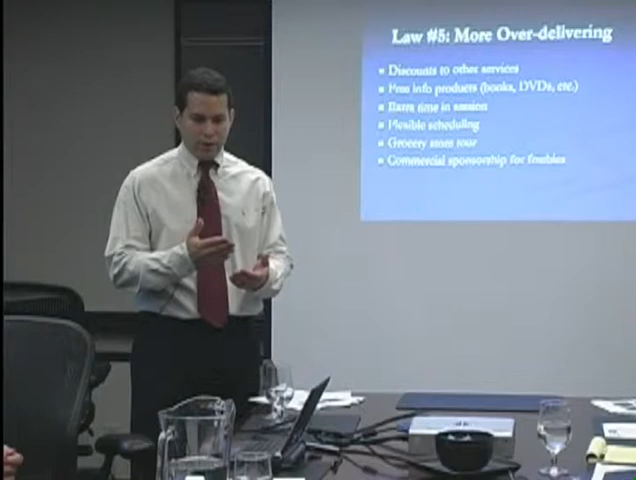 Law #5: More Over-delivering
Discounts to other services
Free info products (books, DVDs, etc.)
Extra time in session
Flexible scheduling
Grocery store tour
Commercial sponsorship for freebies